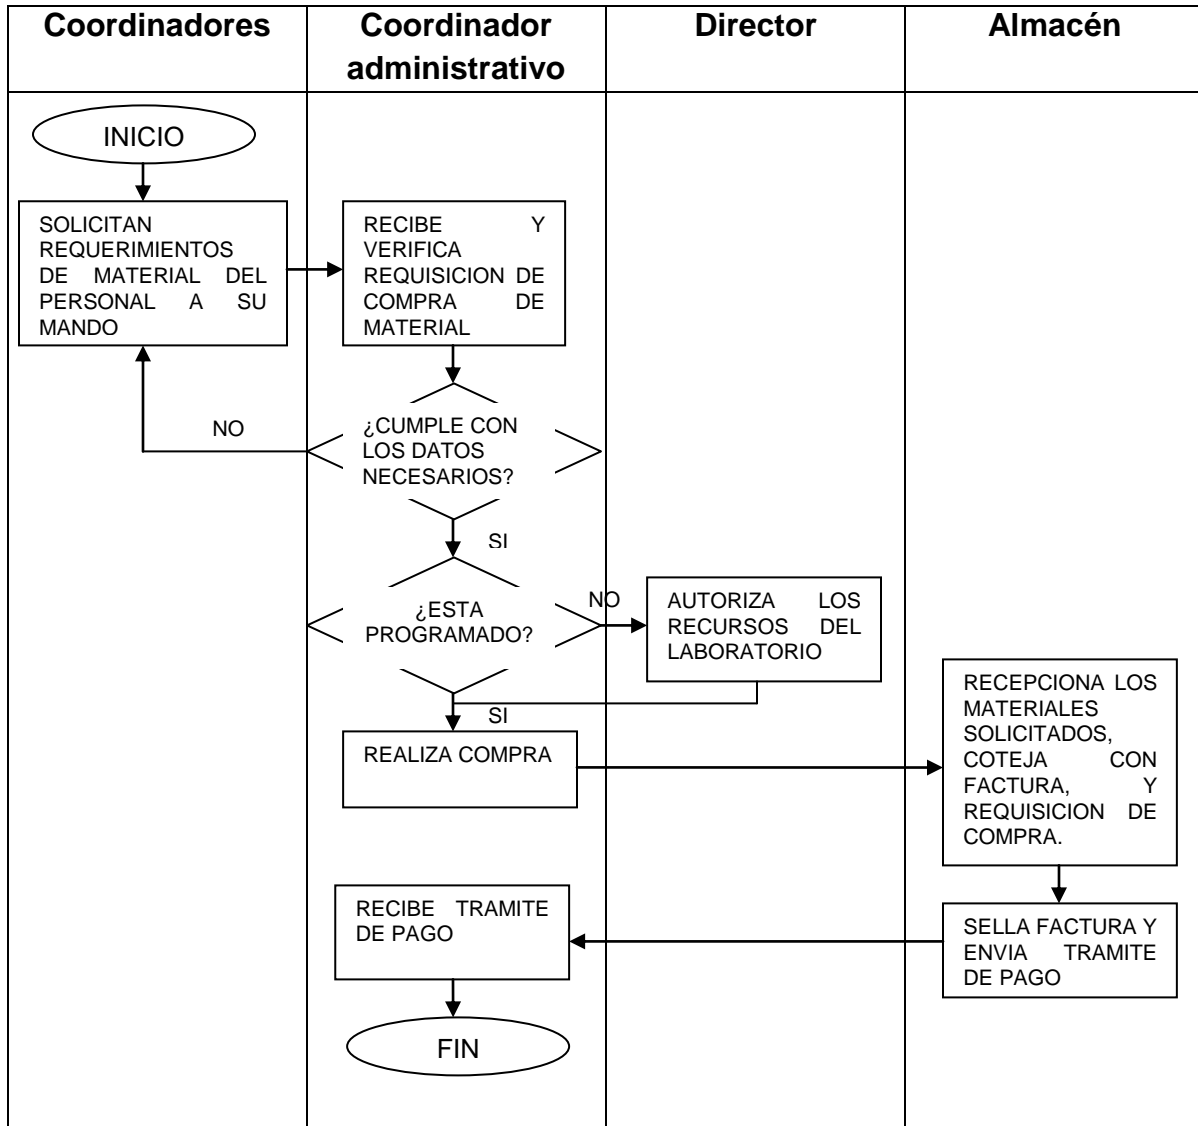 Coordinadores
Coordinador
administrativo
Director
Almacén
INICIO
SOLICITAN
REQUERIMIENTOS
DE MATERIAL DEL
PERSONAL A SU
MANDO
RECIBE Y
VERIFICA
REQUISICION DE
COMPRA DE
MATERIAL
NO
¿CUMPLE CON
LOS DATOS
NECESARIOS?
SI
¿ESTA
PROGRAMADO?
NO
AUTORIZA LOS
RECURSOS DEL
LABORATORIO
SI
REALIZA COMPRA
RECEPCIONA LOS
MATERIALES
SOLICITADOS,
COTEJA CON
FACTURA, Y
REQUISICION DE
COMPRA.
SELLA FACTURA Y
ENVIA TRAMITE
DE PAGO
RECIBE TRAMITE
DE PAGO
FIN